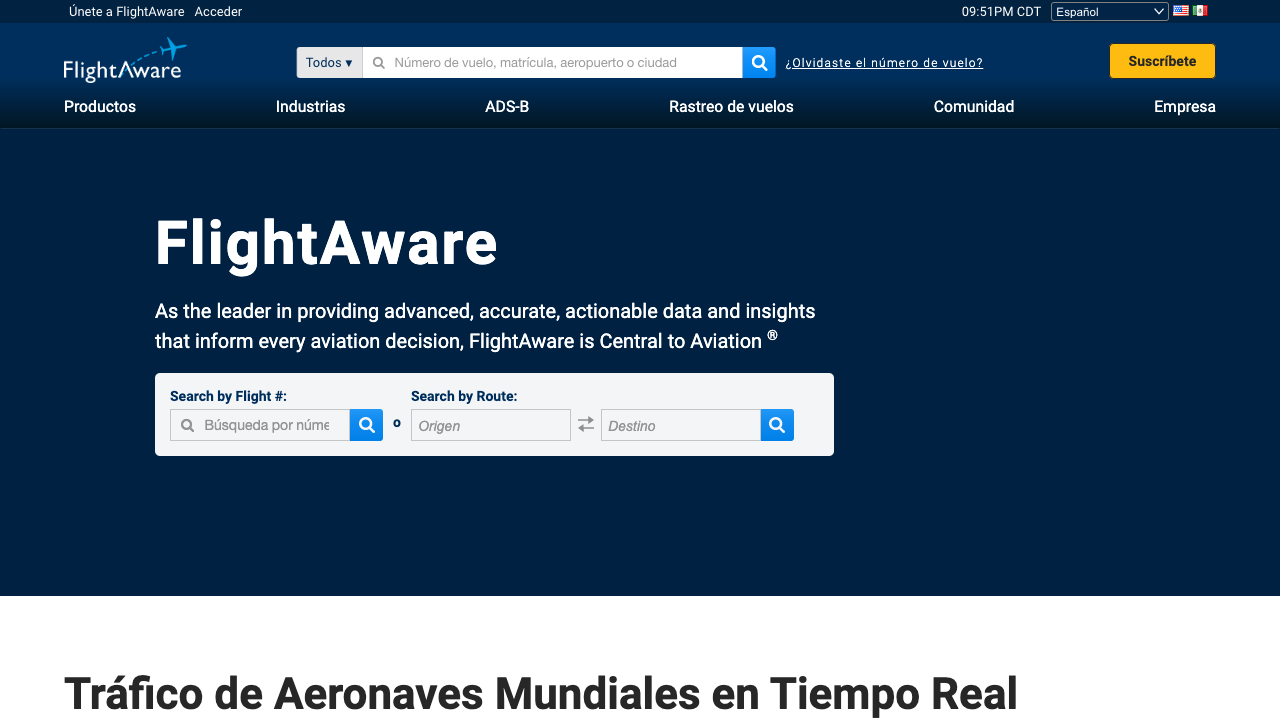 Únete a FlightAware Acceder
09:51PM CDT Español
FlightAware
Todos ▾ Número de vuelo, matrícula, aeropuerto o ciudad ¿Olvidaste el número de vuelo? Suscríbete
Productos Industrias ADS-B Rastreo de vuelos Comunidad Empresa
FlightAware
As the leader in providing advanced, accurate, actionable data and insights
that inform every aviation decision, FlightAware is Central to Aviation ®
Search by Flight #: Search by Route:
Búsqueda por núme o Origen Destino
Tráfico de Aeronaves Mundiales en Tiempo Real